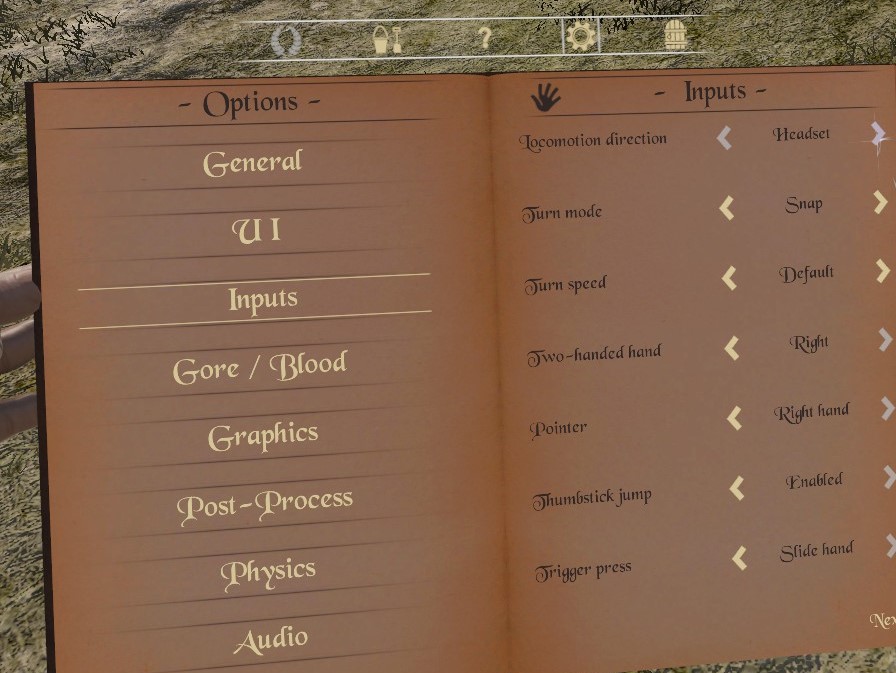 - Options -
General
UI
Inputs
Gore / Blood
Graphics
Post-Process
Physics
Audio
- Inputs -
Locomotion direction < Headset >
Turn mode < Snap >
Turn speed < Default >
Two-handed hand < Right >
Pointer < Right hand >
Thumbstick jump < Enabled >
Trigger press < Slide hand >